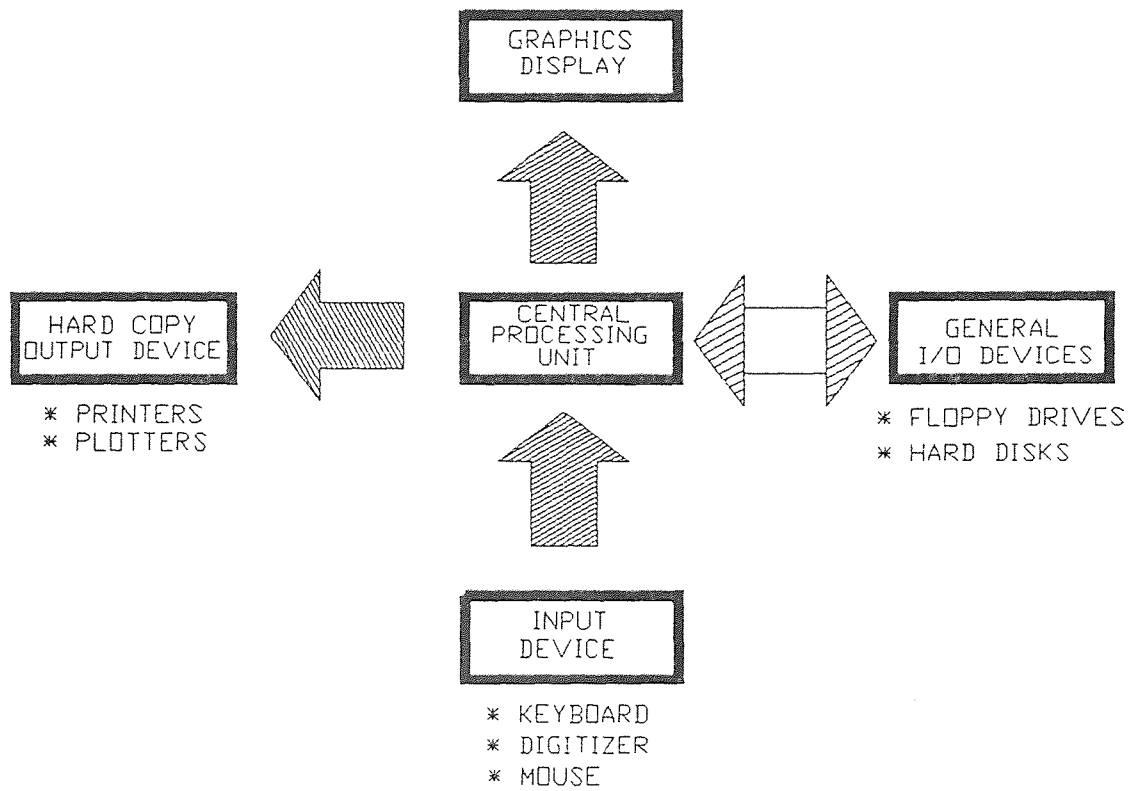 GRAPHICS
DISPLAY
HARD COPY
OUTPUT DEVICE
* PRINTERS
* PLOTTERS
CENTRAL
PROCESSING
UNIT
GENERAL
I/O DEVICES
* FLOPPY DRIVES
* HARD DISKS
INPUT
DEVICE
* KEYBOARD
* DIGITIZER
* MOUSE